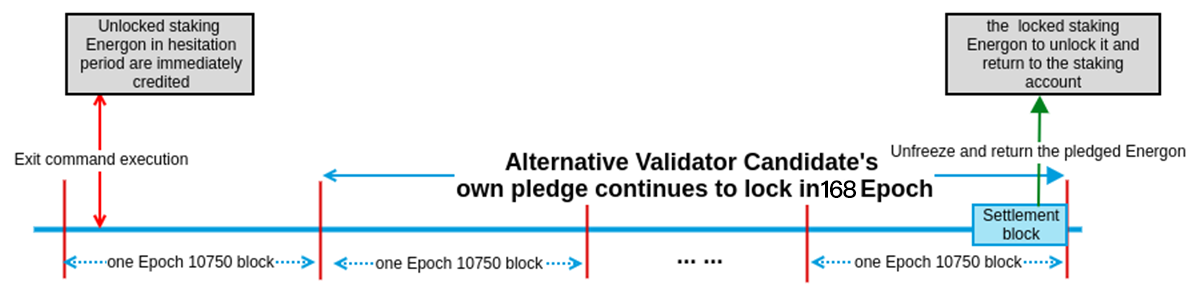 Unlocked staking
Energon in hesitation
period are immediately
credited
the locked staking
Energon to unlock it and
return to the staking
account
Exit command execution
Alternative Validator Candidate's
own pledge continues to lock in168 Epoch
Unfreeze and return the pledged Energon
Settlement
block
one Epoch 10750 block
one Epoch 10750 block
... ...
one Epoch 10750 block